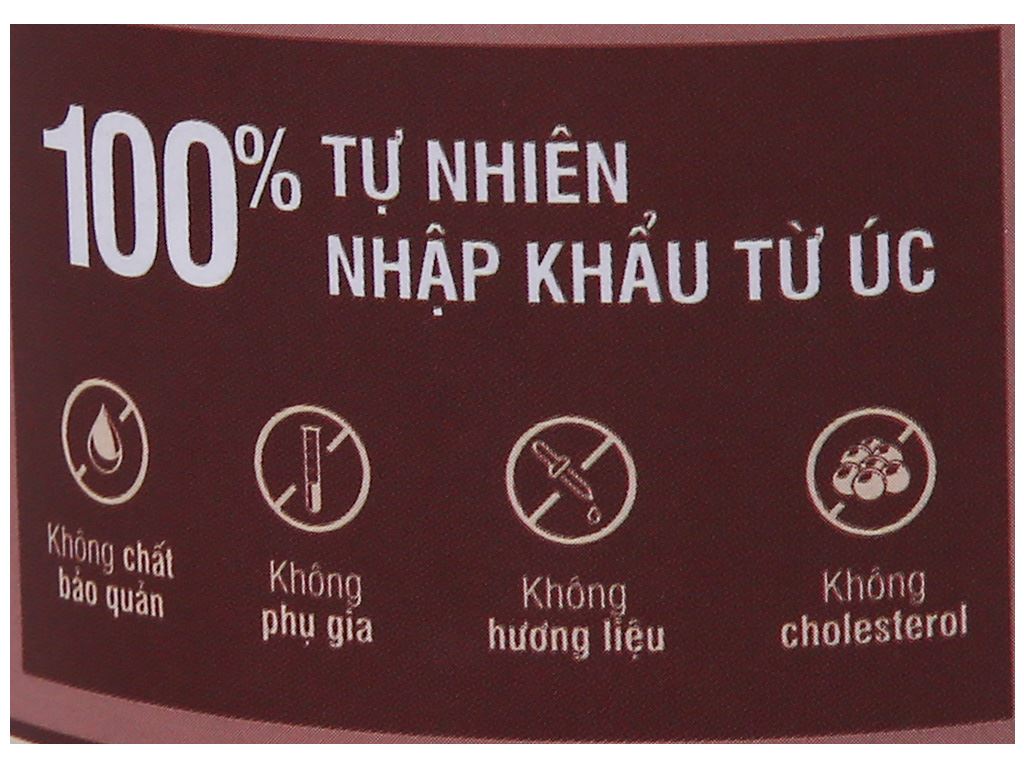 100% TỰ NHIÊN
NHẬP KHẨU TỪ ÚC
Không chất
bảo quản
Không
phụ gia
Không
hương liệu
Không
cholesterol